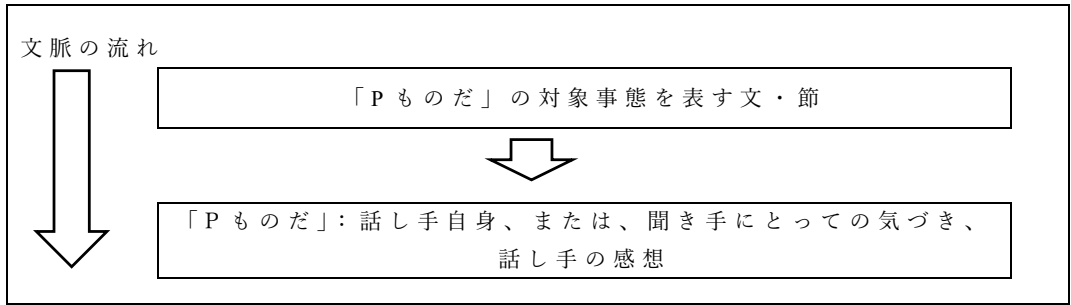 文脈の流れ
「Pものだ」の対象事態を表す文・節
「Pものだ」：話し手自身、または、聞き手にとっての気づき、
話し手の感想